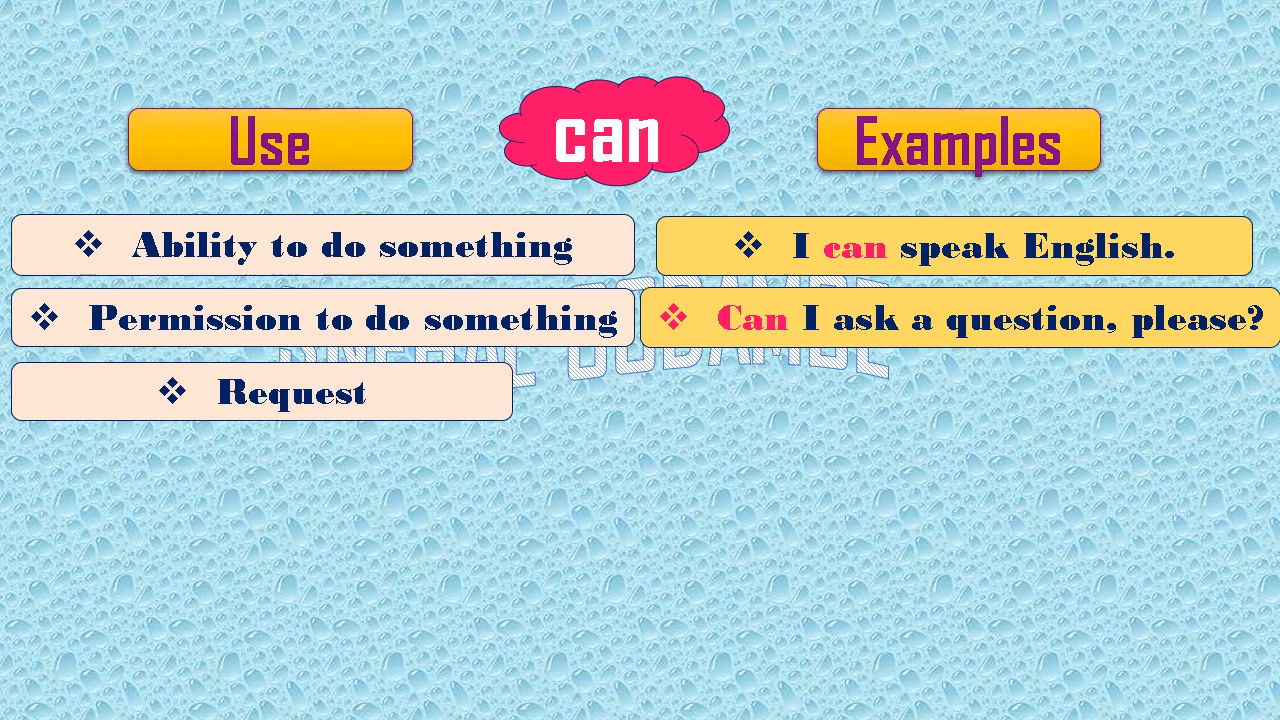 Use
can
Examples
❖ Ability to do something
❖ I can speak English.
❖ Permission to do something
❖ Can I ask a question, please?
❖ Request